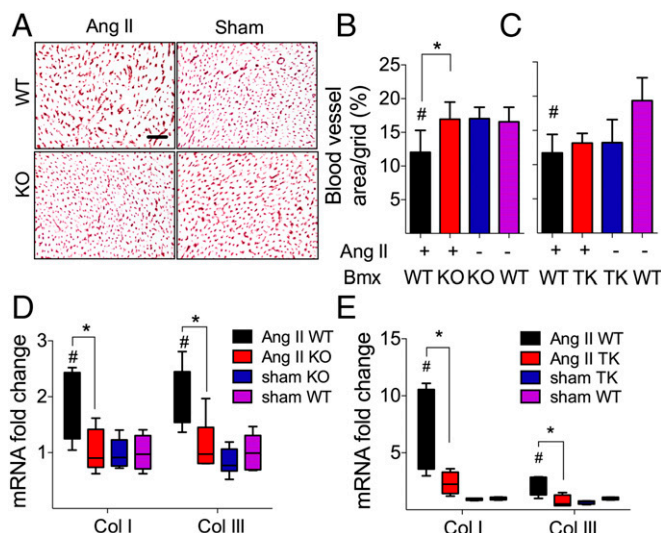 A
Ang II
Sham
WT
KO
B
Blood vessel
area/grid (%)
25
20
15
10
5
*
#
Ang II
+ + - -
Bmx
WT KO KO WT
C
#
+ + - -
WT TK TK WT
D
mRNA fold change
3
2
1
*
#
*
#
Ang II WT
Ang II KO
sham KO
sham WT
Col I
Col III
E
mRNA fold change
15
10
5
*
#
*
#
Ang II WT
Ang II TK
sham TK
sham WT
Col I
Col III